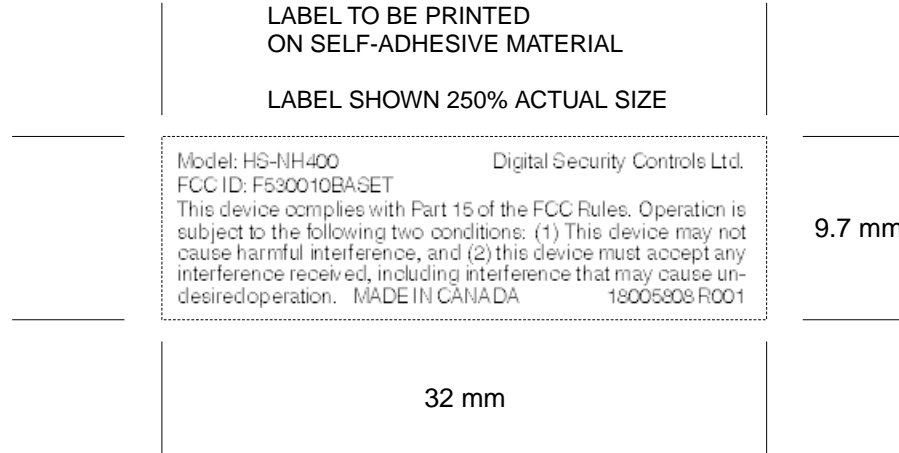 LABEL TO BE PRINTED
ON SELF-ADHESIVE MATERIAL
LABEL SHOWN 250% ACTUAL SIZE
Model: HS-NH400 Digital Security Controls Ltd.
FCC ID: F530010BASET
This device complies with Part 15 of the FCC Rules. Operation is
subject to the following two conditions: (1) This device may not
cause harmful interference, and (2) this device must accept any
interference received, including interference that may cause un-
desired operation. MADE IN CANADA 18005808 R001
9.7 mm
32 mm